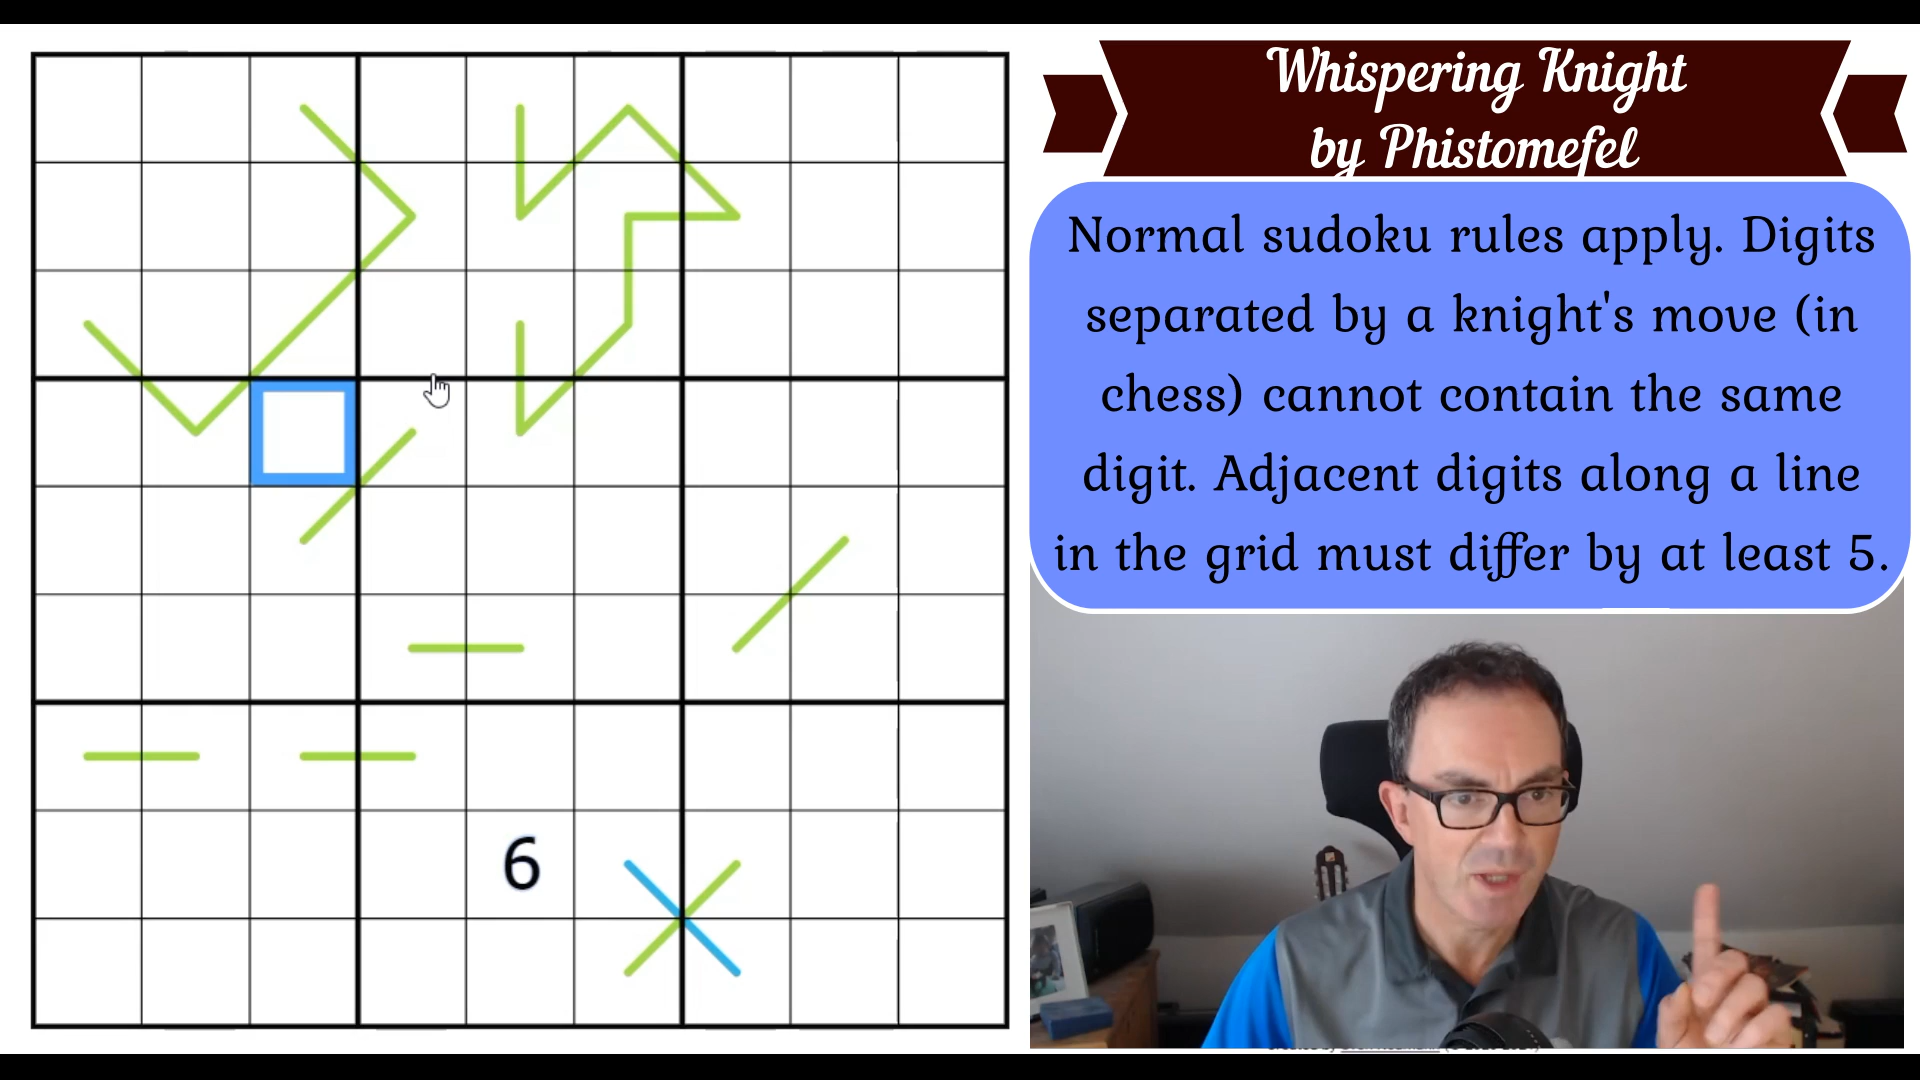 Whispering Knight
by Phistomefel
Normal sudoku rules apply. Digits
separated by a knight's move (in
chess) cannot contain the same
digit. Adjacent digits along a line
in the grid must differ by at least 5.
6